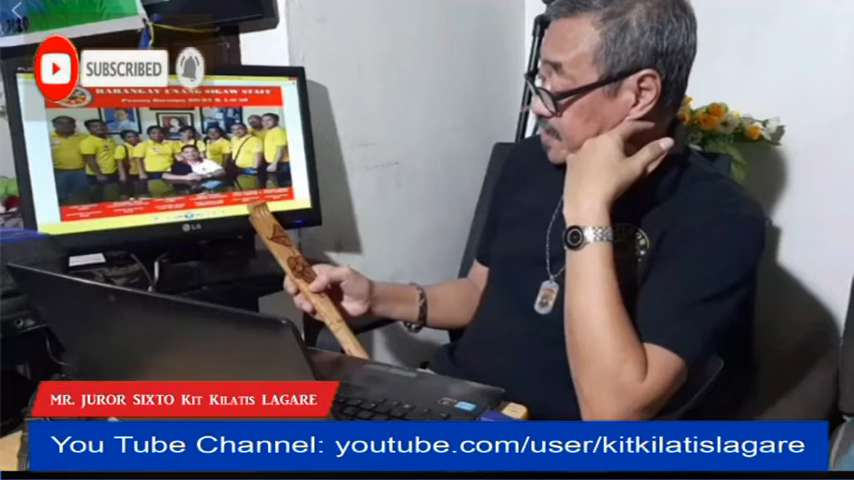 SUBSCRIBED
BARANGAY UNANG SIGAW STAFF
LG
MR. JUROR SIXTO KIT KILATIS LAGARE
You Tube Channel: youtube.com/user/kitkilatislagare